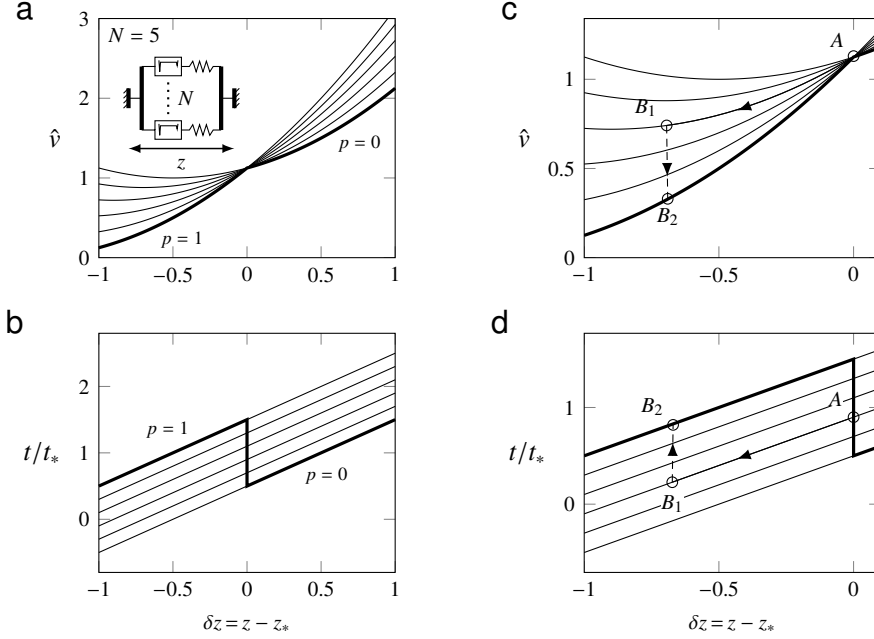 a
N = 5
N
z
v̂
p = 0
p = 1
3
2
1
0
−1
−0.5
0
0.5
1
c
v̂
A
B₁
B₂
1
0.5
0
−1
−0.5
0
b
t/t*
p = 1
p = 0
2
1
0
−1
−0.5
0
0.5
1
δz = z − z*
d
t/t*
B₂
A
B₁
1
0
−1
−0.5
0
δz = z − z*